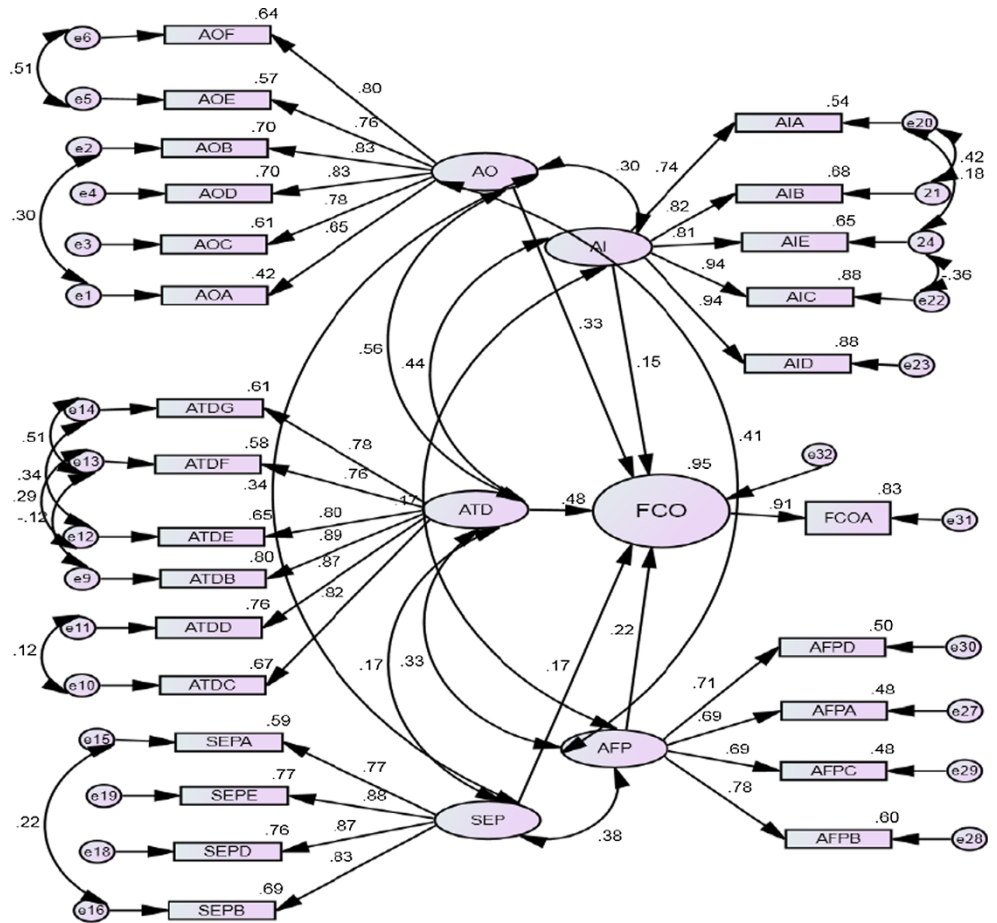 .64
e6 AOF
.51
.57
e5 AOE
.80
.76
.70
e2 AOB
.83
.70
e4 AOD
.83
.78
.30
.61
e3 AOC
.65
.42
e1 AOA
AO
.30
AI
.54
AIA e20
.74
.42
.18
.68
AIB 21
.82
.81
.65
AIE 24
.94
-.36
.88
AIC e22
.94
.88
AID e23
.33
.56
.44
.15
.41
.61
e14 ATDG
.51
.78
.58
e13 ATDF
.76
.34
.34
.29
-.12
.17
.65
e12 ATDE
.80
.89
.80
e9 ATDB
.87
.82
.76
e11 ATDD
.12
.67
e10 ATDC
ATD
.48
.95
FCO
e32
.91
.83
FCOA e31
.17
.33
.17
.22
.59
e15 SEPA
.77
.77
e19 SEPE
.88
.22
.76
e18 SEPD
.87
.83
.69
e16 SEPB
SEP
.38
AFP
.50
AFPD e30
.71
.48
AFPA e27
.69
.48
.69
AFPC e29
.78
.60
AFPB e28